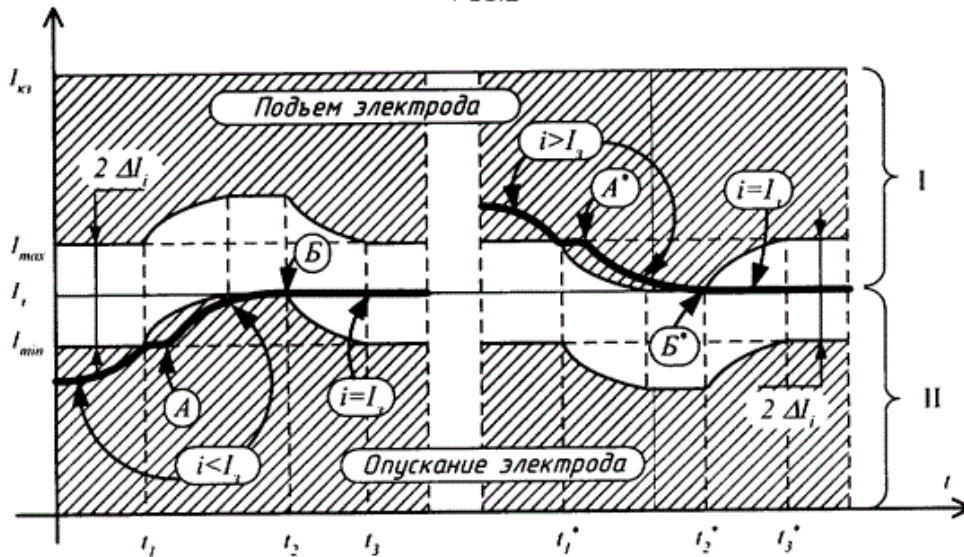 I_кз
Подъем электрода
i>I_з
2 ΔI_i
А*
i=I_з
I
I_max
Б
I_t
I_min
Б*
А
i=I_з
2 ΔI_i
II
i<I_з
Опускание электрода
t
t_1
t_2
t_3
t_1*
t_2*
t_3*